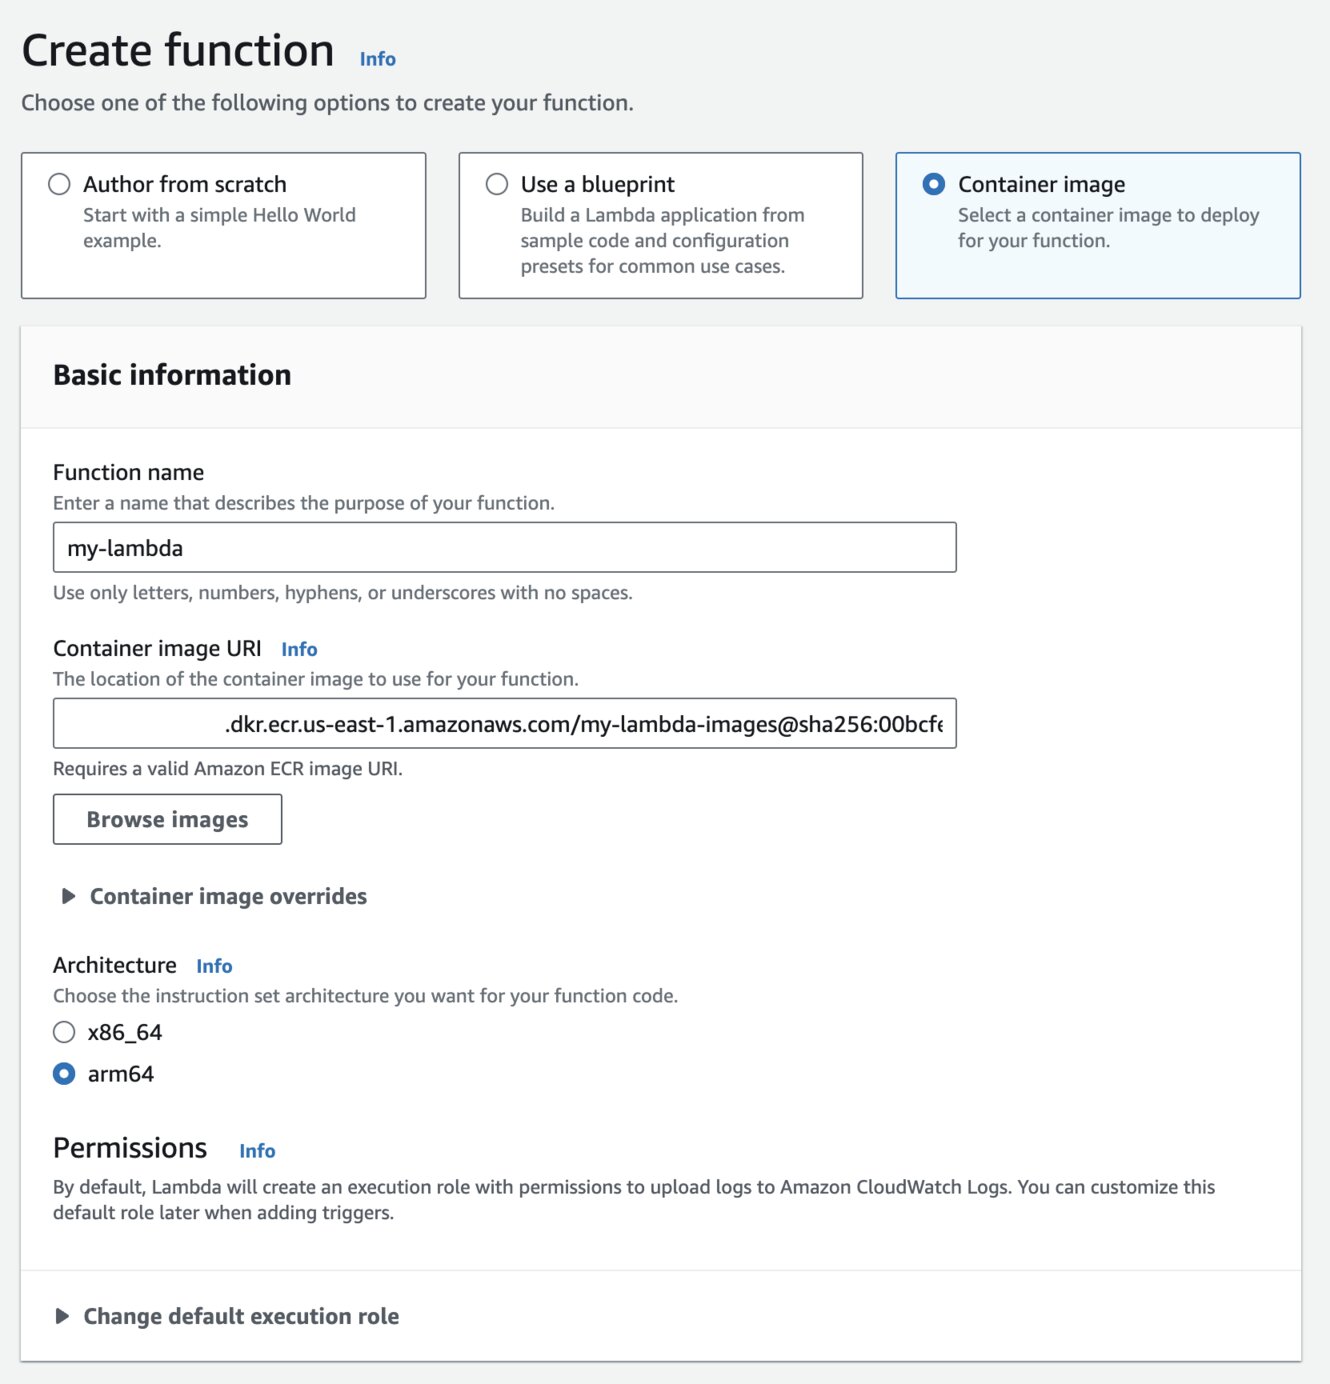 Create function Info
Choose one of the following options to create your function.
Author from scratch
Start with a simple Hello World
example.
Use a blueprint
Build a Lambda application from
sample code and configuration
presets for common use cases.
Container image
Select a container image to deploy
for your function.
Basic information
Function name
Enter a name that describes the purpose of your function.
my-lambda
Use only letters, numbers, hyphens, or underscores with no spaces.
Container image URI Info
The location of the container image to use for your function.
.dkr.ecr.us-east-1.amazonaws.com/my-lambda-images@sha256:00bcfe
Requires a valid Amazon ECR image URI.
Browse images
Container image overrides
Architecture Info
Choose the instruction set architecture you want for your function code.
x86_64
arm64
Permissions Info
By default, Lambda will create an execution role with permissions to upload logs to Amazon CloudWatch Logs. You can customize this
default role later when adding triggers.
Change default execution role